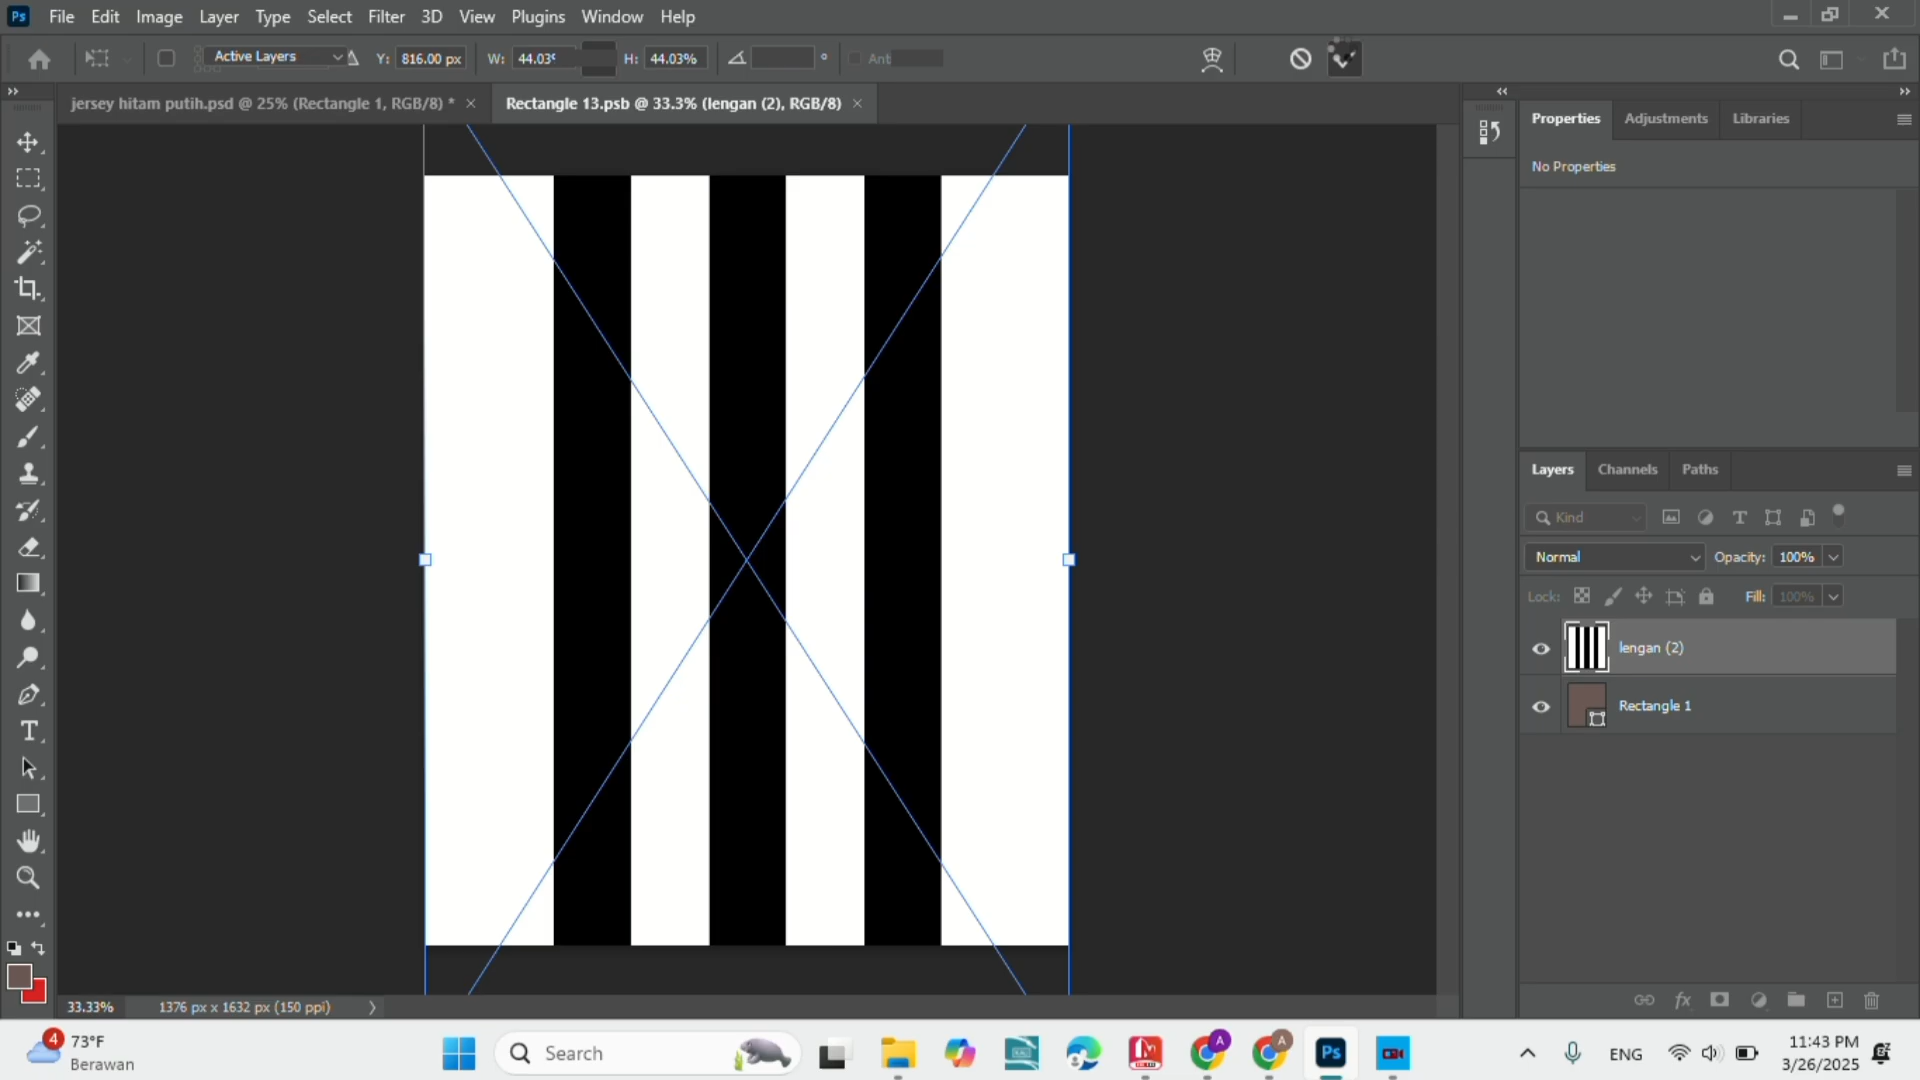 Ps File Edit Image Layer Type Select Filter 3D View Plugins Window Help
Active Layers Y: 816.00 px W: 44.03 H: 44.03% ° Ant
jersey hitam putih.psd @ 25% (Rectangle 1, RGB/8) * × Rectangle 13.psb @ 33.3% (lengan (2), RGB/8) ×
Properties Adjustments Libraries
No Properties
Layers Channels Paths
Kind
Normal Opacity: 100%
Lock: Fill: 100%
lengan (2)
Rectangle 1
33.33% 1376 px x 1632 px (150 ppi)
4 73°F
Berawan
Search
A A Ps
ENG
11:43 PM
3/26/2025